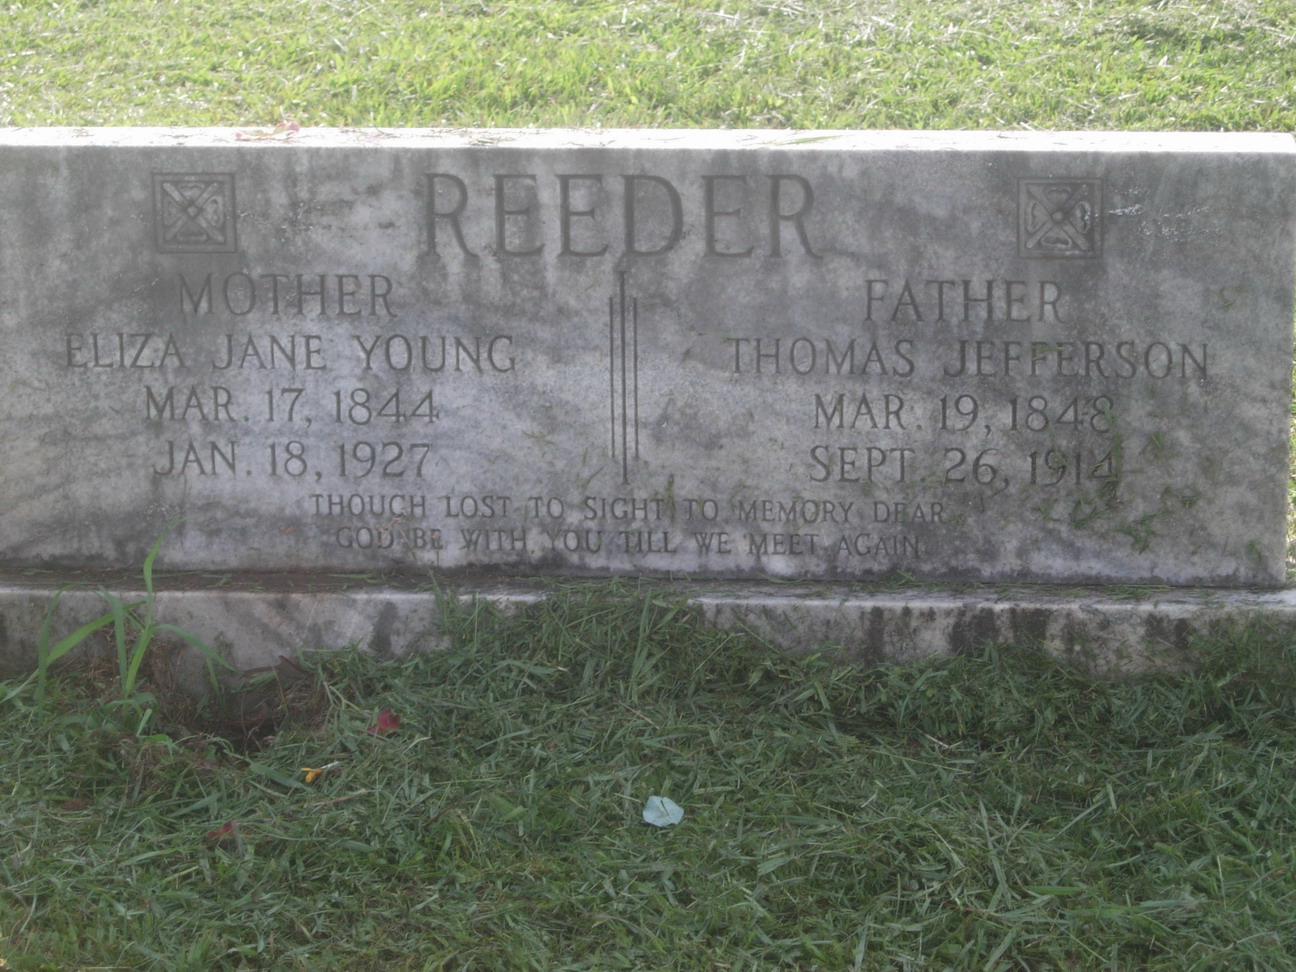 REEDER
MOTHER
ELIZA JANE YOUNG
MAR. 17, 1844
JAN. 18, 1927
FATHER
THOMAS JEFFERSON
MAR. 19, 1848
SEPT. 26, 1914
THOUGH LOST TO SIGHT TO MEMORY DEAR
GOD BE WITH YOU TILL WE MEET AGAIN